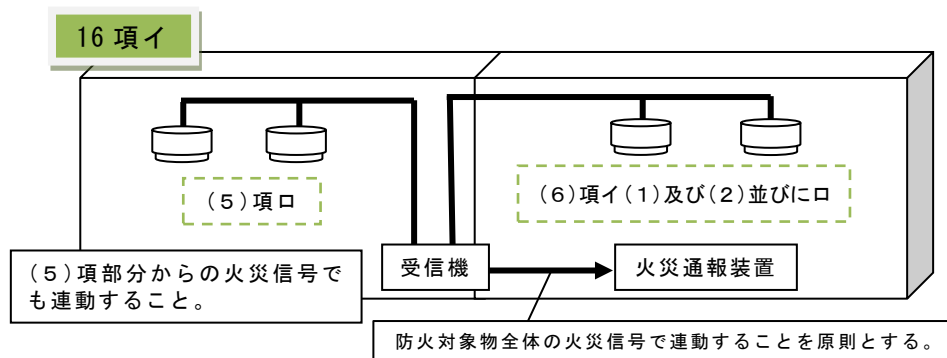 16項イ
(5)項ロ
(6)項イ(1)及び(2)並びにロ
(5)項部分からの火災信号で
も連動すること。
受信機
火災通報装置
防火対象物全体の火災信号で連動することを原則とする。